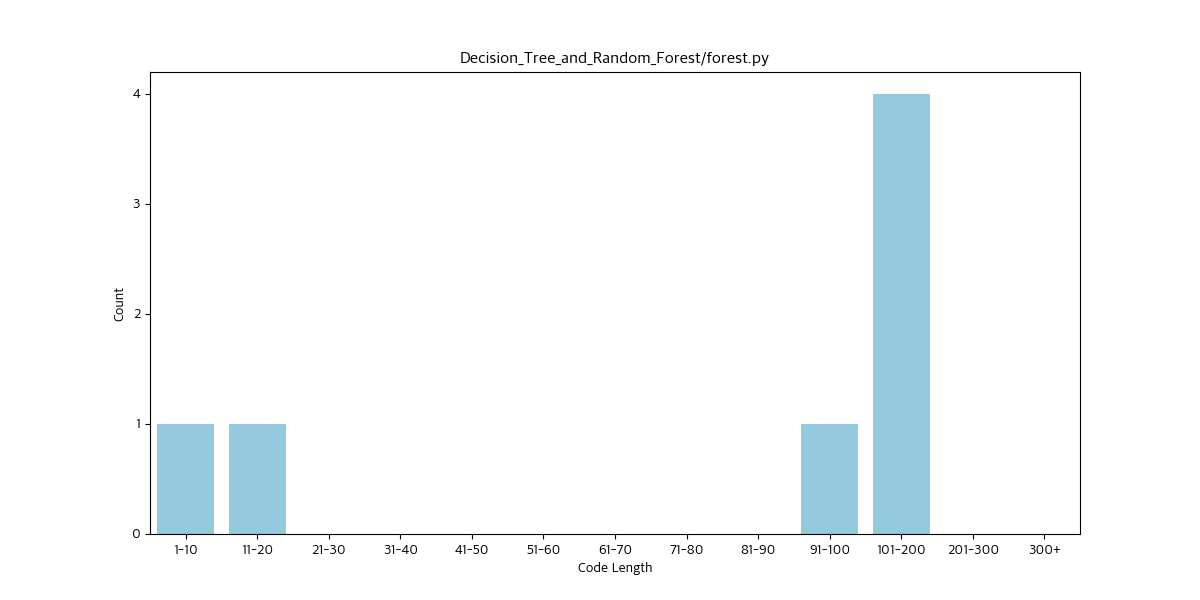 Decision_Tree_and_Random_Forest/forest.py
Count
4
3
2
1
0
1-10 11-20 21-30 31-40 41-50 51-60 61-70 71-80 81-90 91-100 101-200 201-300 300+
Code Length